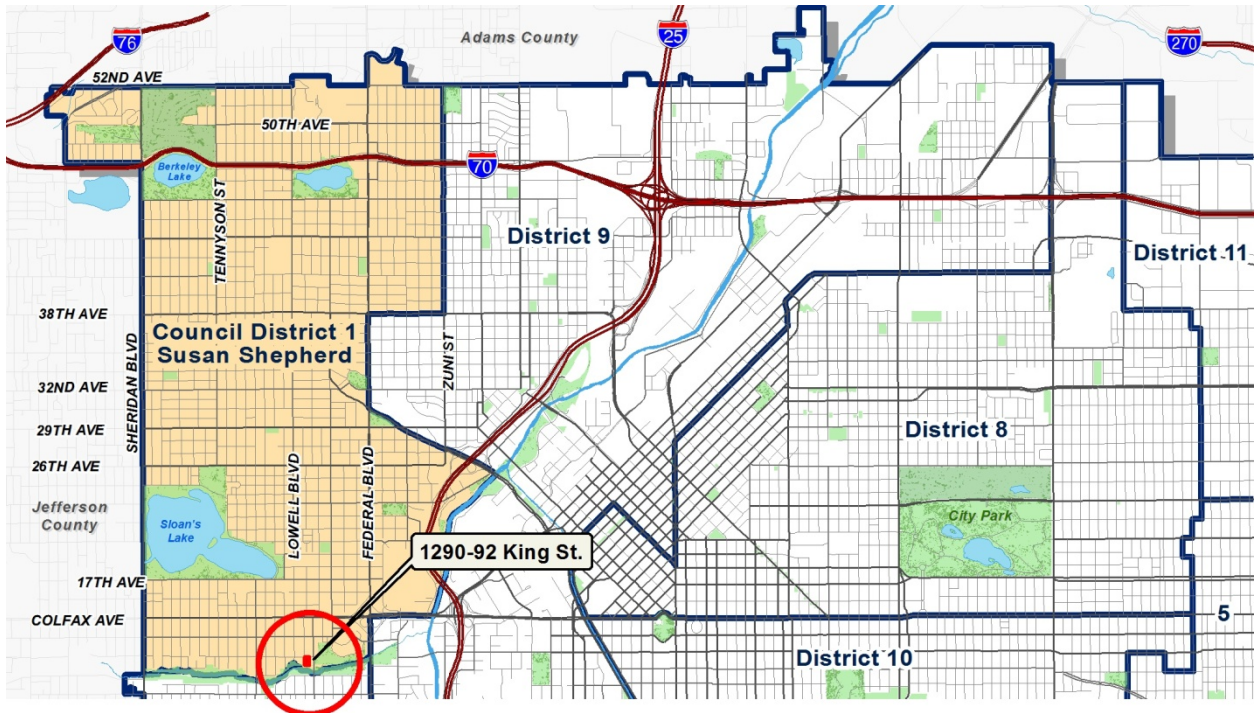 76
Adams County
25
270
52ND AVE
50TH AVE
Berkeley
Lake
70
TENNYSON ST
District 9
District 11
38TH AVE
Council District 1
Susan Shepherd
SHERIDAN BLVD
ZUNI ST
32ND AVE
29TH AVE
District 8
26TH AVE
Jefferson
County
Sloan's
Lake
LOWELL BLVD
FEDERAL BLVD
City Park
1290-92 King St.
17TH AVE
COLFAX AVE
5
District 10